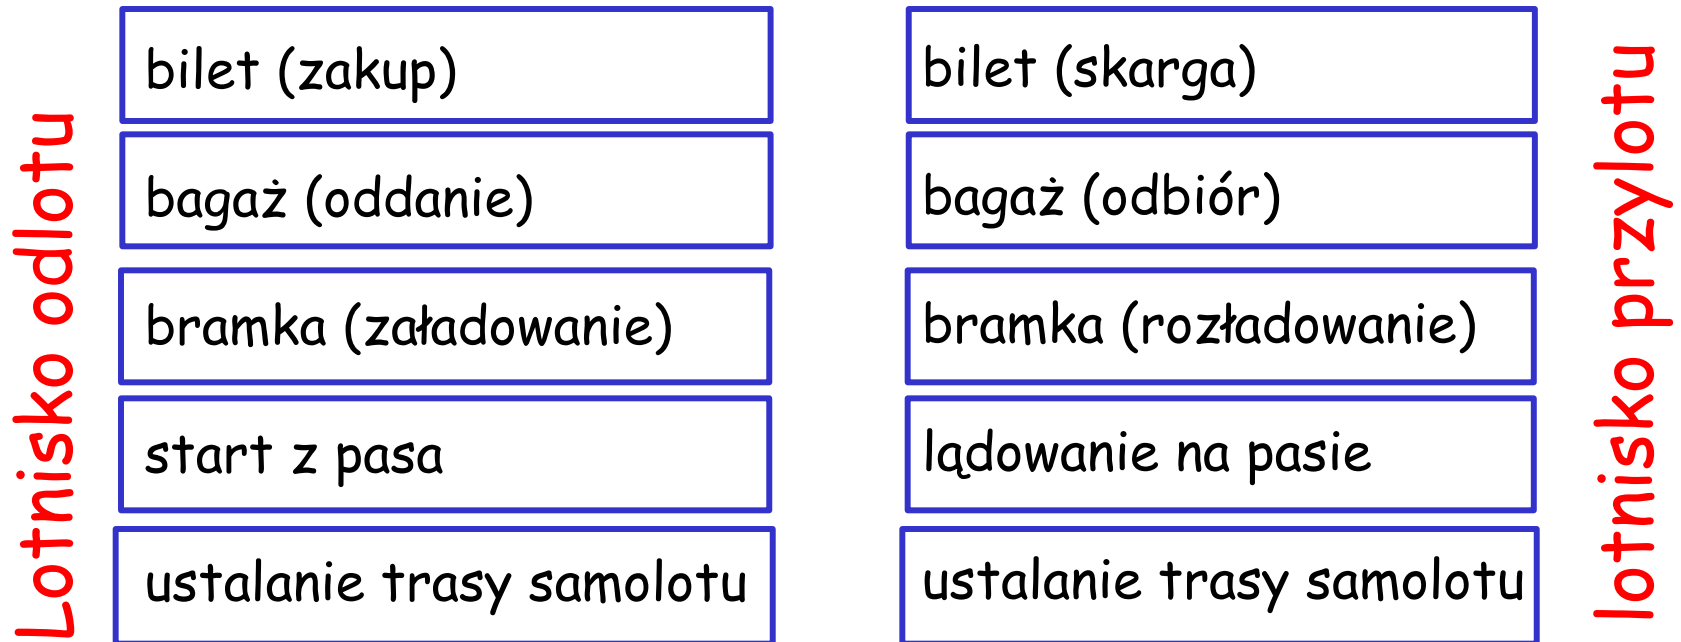 Lotnisko odlotu
bilet (zakup)
bagaż (oddanie)
bramka (załadowanie)
start z pasa
ustalanie trasy samolotu
bilet (skarga)
bagaż (odbiór)
bramka (rozładowanie)
lądowanie na pasie
ustalanie trasy samolotu
lotnisko przylotu